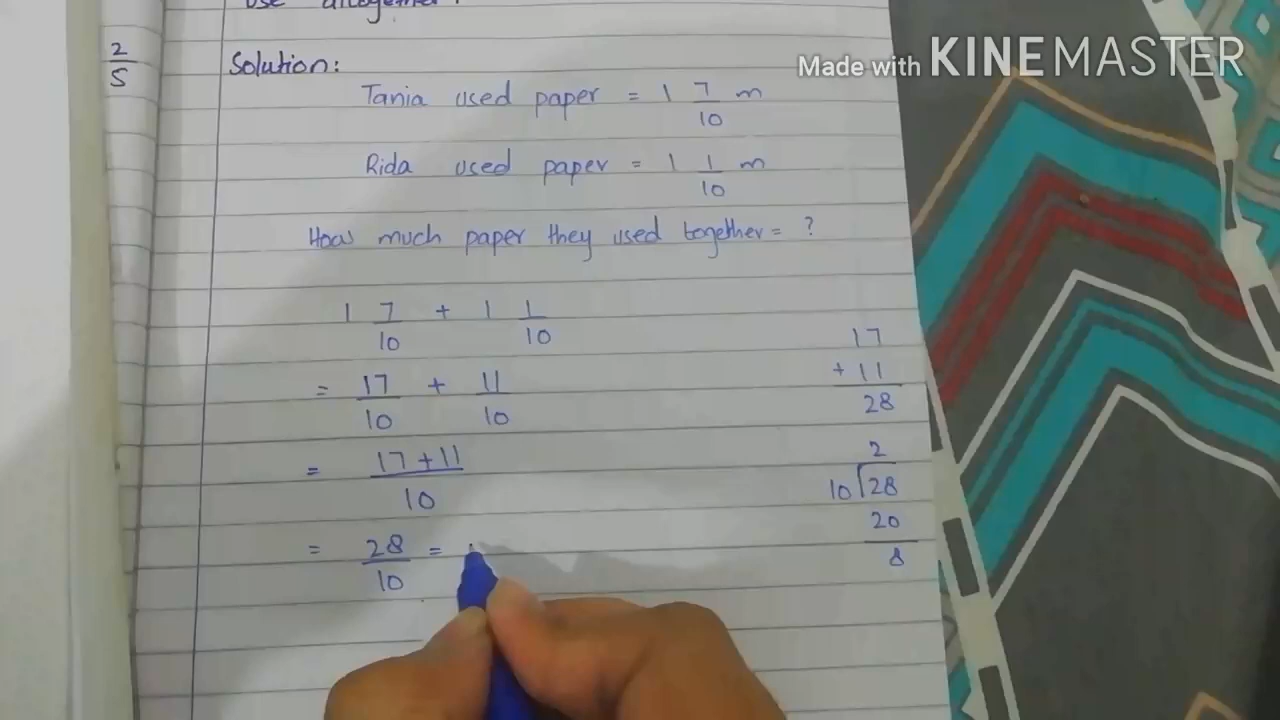 use altogether?
2/5
Solution:
Made with KINEMASTER
Tania used paper = 1 7/10 m
Rida used paper = 1 1/10 m
How much paper they used together = ?
1 7/10 + 1 1/10
= 17/10 + 11/10
= 17+11/10
= 28/10 =
17
+ 11
28
2
10 28
20
8